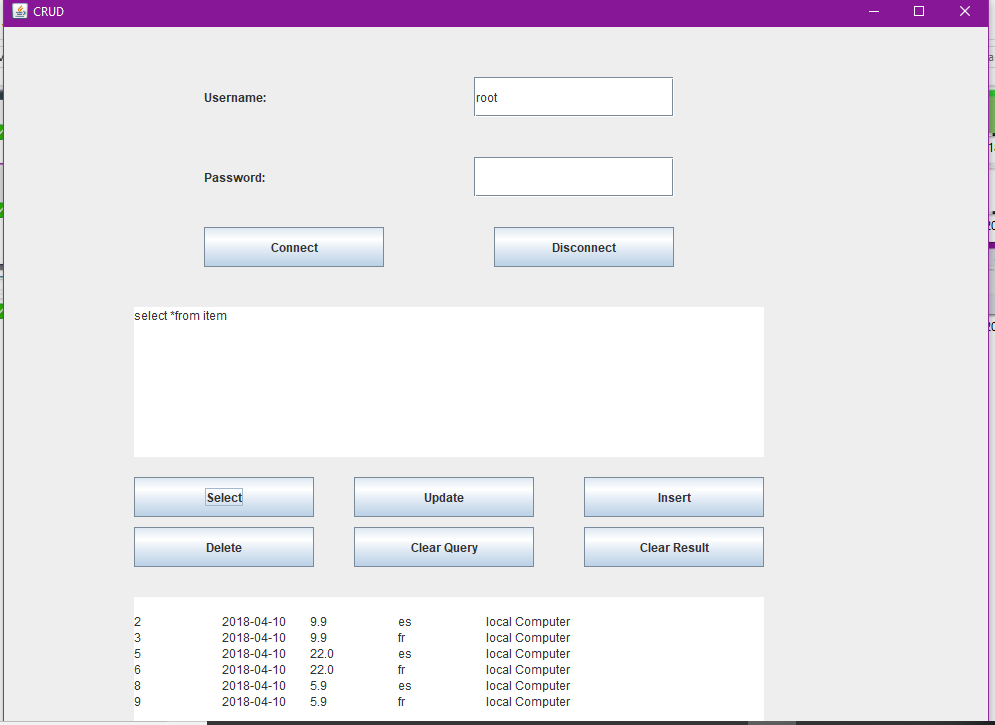 CRUD
Username:
root
Password:
Connect
Disconnect
select *from item
Select
Update
Insert
Delete
Clear Query
Clear Result
2 2018-04-10 9.9 es local Computer
3 2018-04-10 9.9 fr local Computer
5 2018-04-10 22.0 es local Computer
6 2018-04-10 22.0 fr local Computer
8 2018-04-10 5.9 es local Computer
9 2018-04-10 5.9 fr local Computer